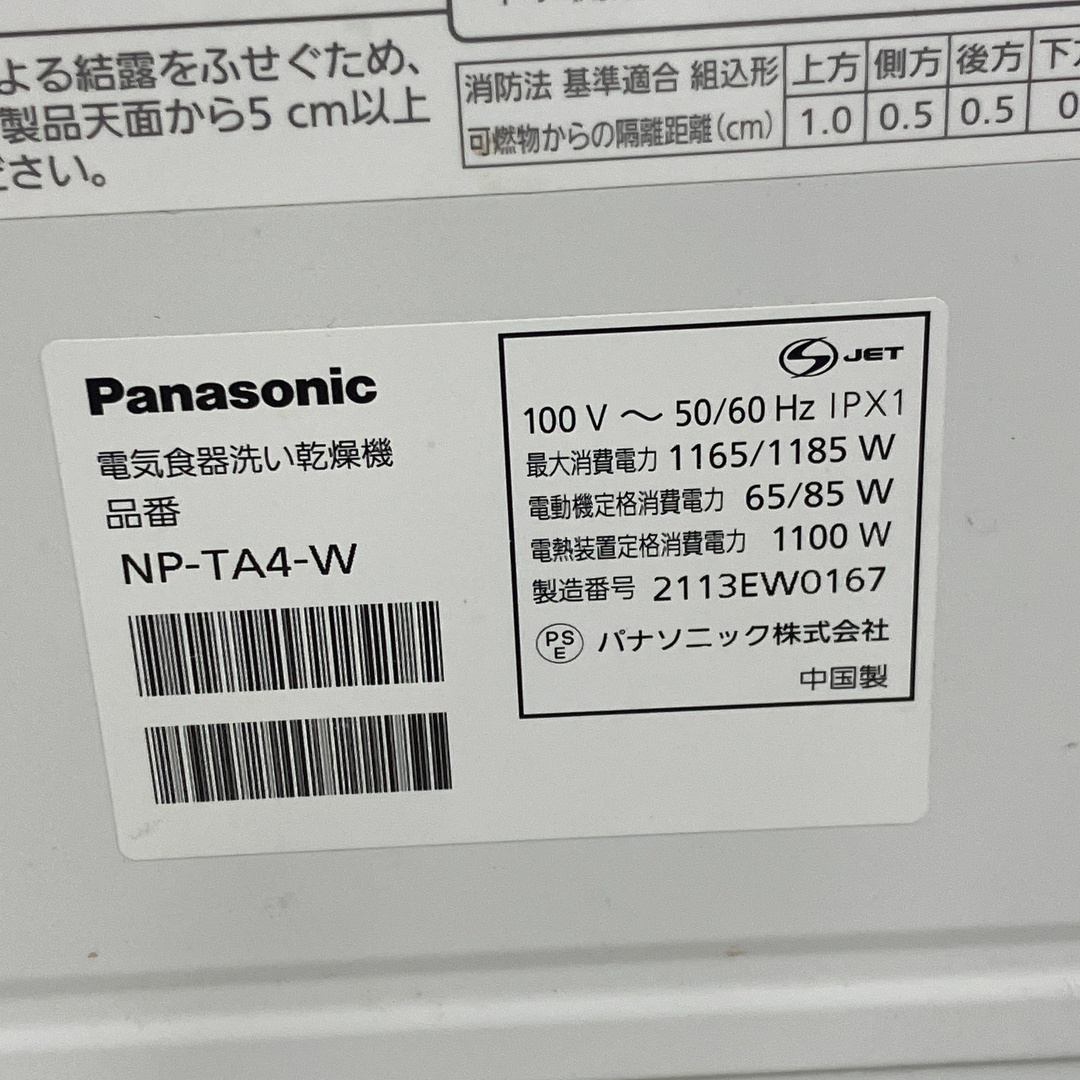 よる結露をふせぐため、
製品天面から5 cm以上
ださい。
消防法 基準適合 組込形 上方 側方 後方 下方
可燃物からの隔離距離(cm) 1.0 0.5 0.5 0
Panasonic
電気食器洗い乾燥機
品番
NP-TA4-W
JET
100 V ～ 50/60 Hz IPX1
最大消費電力 1165/1185 W
電動機定格消費電力 65/85 W
電熱装置定格消費電力 1100 W
製造番号 2113EW0167
PSE パナソニック株式会社
中国製